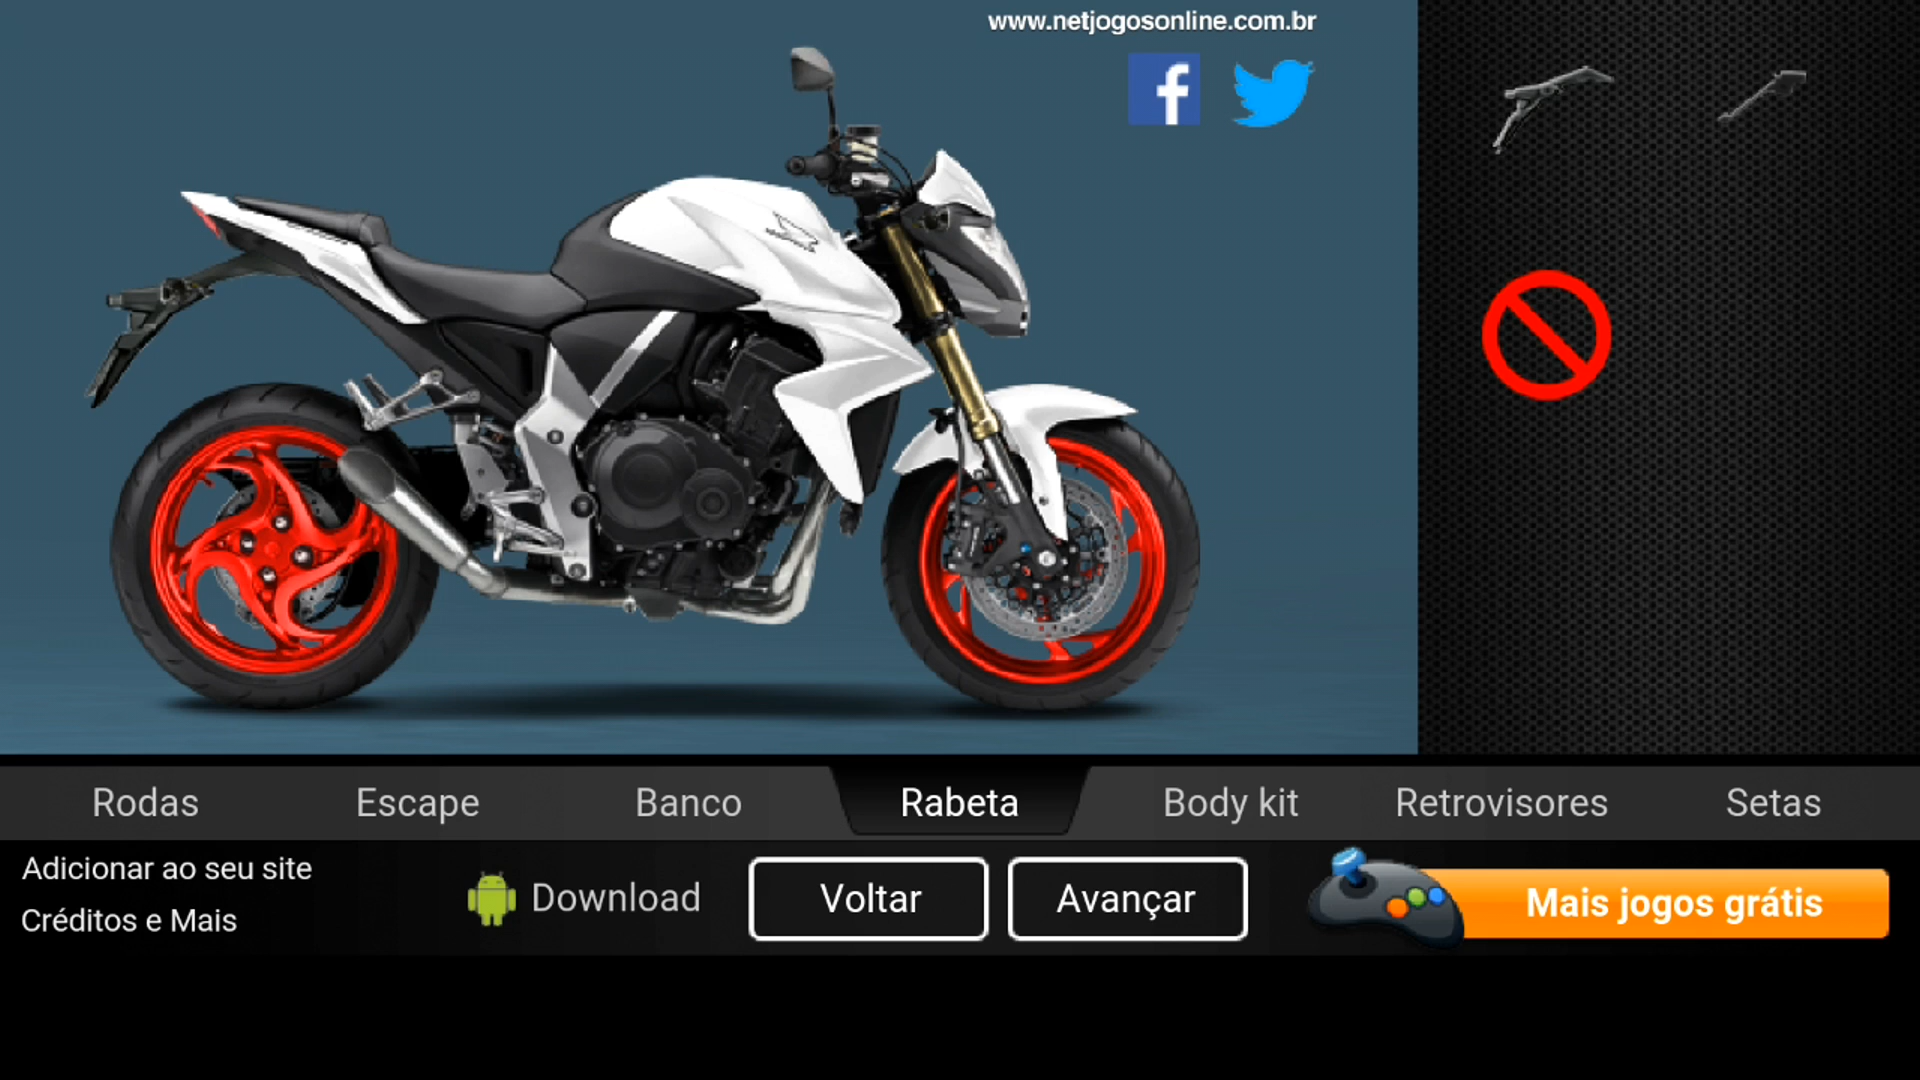 www.netjogosonline.com.br
Rodas
Escape
Banco
Rabeta
Body kit
Retrovisores
Setas
Adicionar ao seu site
Créditos e Mais
Download
Voltar
Avançar
Mais jogos grátis